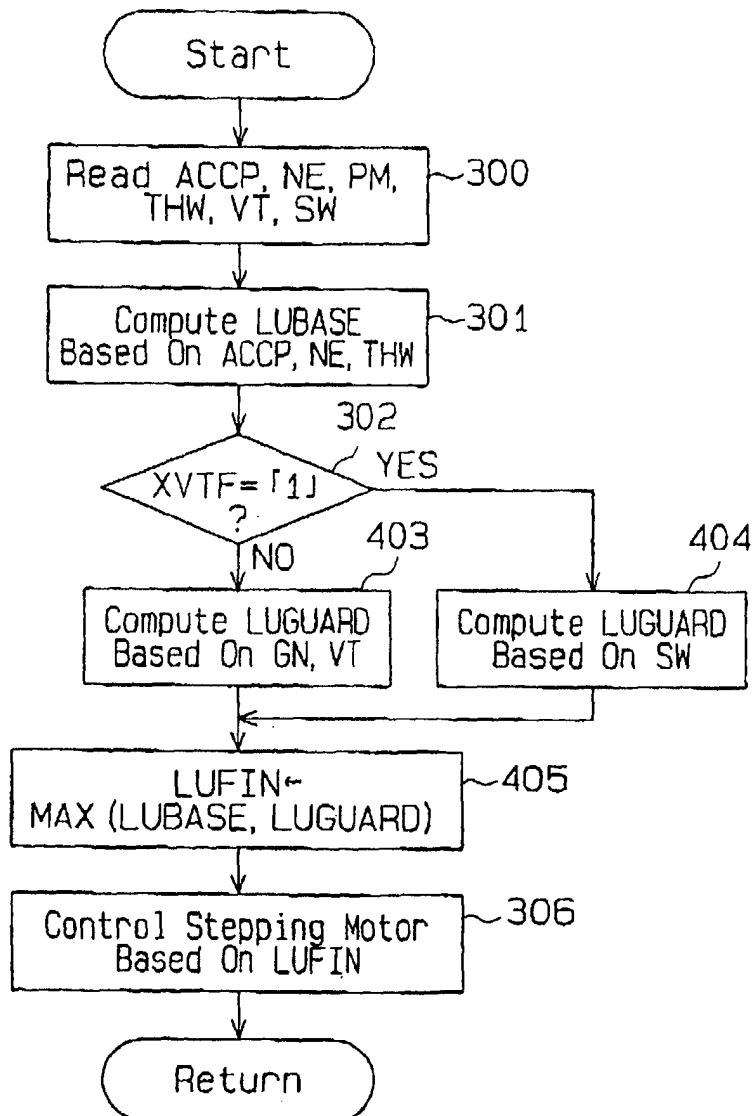 Start
Read ACCP, NE, PM,
THW, VT, SW
300
Compute LUBASE
Based On ACCP, NE, THW
301
302
XVTF=「1」
?
YES
NO
403
Compute LUGUARD
Based On GN, VT
404
Compute LUGUARD
Based On SW
LUFIN←
MAX (LUBASE, LUGUARD)
405
Control Stepping Motor
Based On LUFIN
306
Return